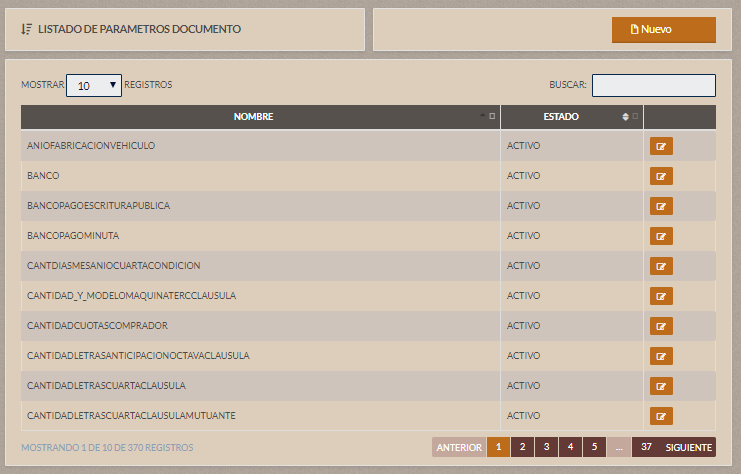 LISTADO DE PARAMETROS DOCUMENTO
Nuevo
MOSTRAR 10 REGISTROS BUSCAR:
NOMBRE ESTADO
ANIOFABRICACIONVEHICULO ACTIVO
BANCO ACTIVO
BANCOPAGOESCRITURAPUBLICA ACTIVO
BANCOPAGOMINUTA ACTIVO
CANTDIASMESANIOCUARTACONDICION ACTIVO
CANTIDAD_Y_MODELOMAQUINATERCCLAUSULA ACTIVO
CANTIDADCUOTASCOMPRADOR ACTIVO
CANTIDADLETRASANTICIPACIONOCTAVACLAUSULA ACTIVO
CANTIDADLETRASCUARTACLAUSULA ACTIVO
CANTIDADLETRASCUARTACLAUSULAMUTUANTE ACTIVO
MOSTRANDO 1 DE 10 DE 370 REGISTROS ANTERIOR 1 2 3 4 5 ... 37 SIGUIENTE